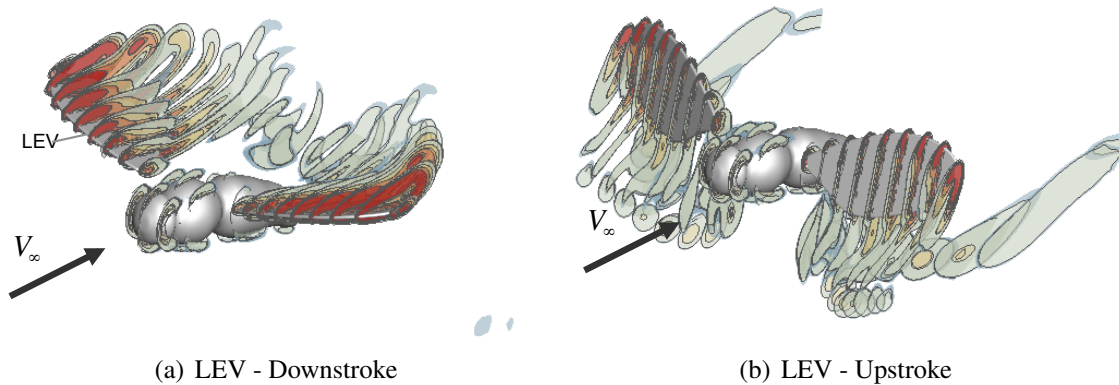 LEV
V∞
V∞
(a) LEV - Downstroke
(b) LEV - Upstroke